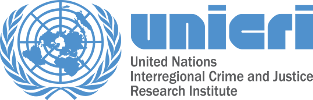 unicri
United Nations
Interregional Crime and Justice
Research Institute